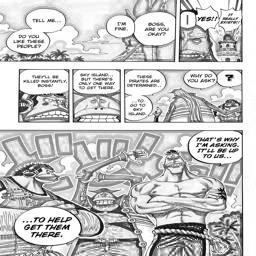 IT
REALLY
EXISTS!
YES!!
BOSS,
ARE YOU
OKAY?
I'M
FINE.
TELL ME...
DO YOU
LIKE THESE
PEOPLE?
?
WHY DO
YOU ASK?
THESE
PIRATES ARE
DETERMINED...
...TO
GO TO
SKY
ISLAND.
SKY
ISLAND...
BUT THERE'S
ONLY ONE
WAY TO GET
THERE.
THEY'LL BE
KILLED
INSTANTLY,
BOSS!
THAT'S WHY
I'M ASKING.
IT'LL BE UP
TO US...
...TO HELP
GET THEM
THERE.